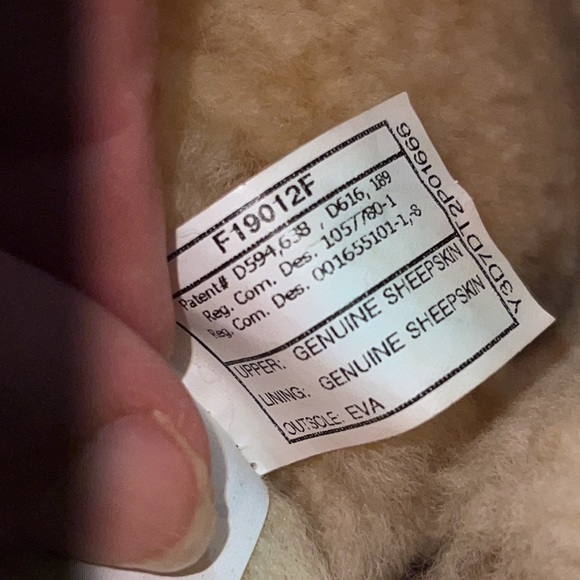 F19012F
Patent# D594,638 , D616,189
Reg. Com. Des. 1057780-1
Reg. Com. Des. 001655101-1,-8
UPPER: GENUINE SHEEPSKIN
LINING: GENUINE SHEEPSKIN
OUTSOLE: EVA
Y3D7DT2P01668